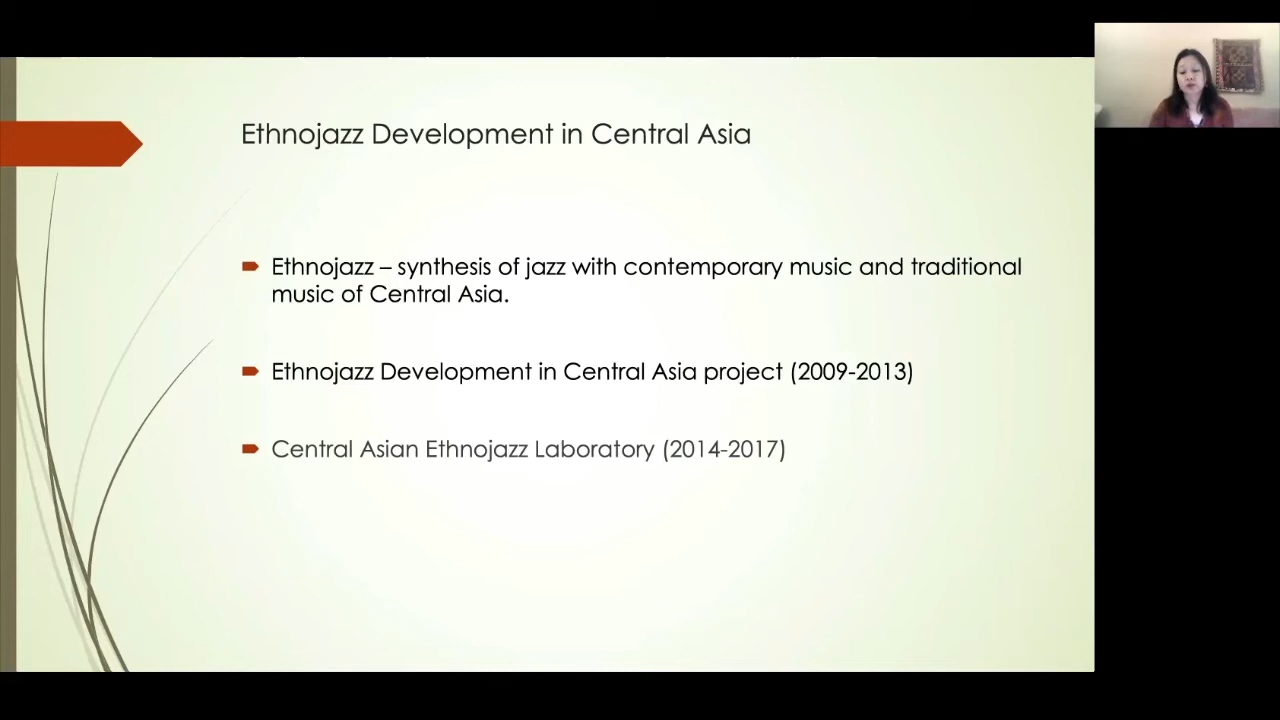 Ethnojazz Development in Central Asia
Ethnojazz – synthesis of jazz with contemporary music and traditional
music of Central Asia.
Ethnojazz Development in Central Asia project (2009-2013)
Central Asian Ethnojazz Laboratory (2014-2017)